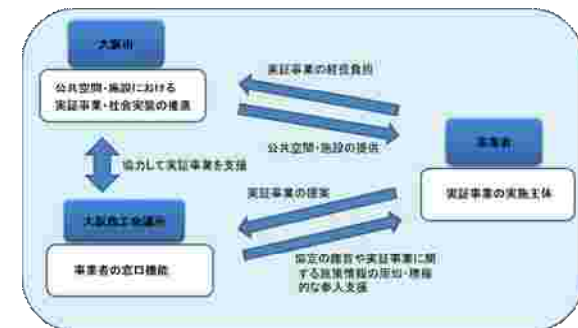 大阪市
公共空間・施設における
実証事業・社会実装の推進
実証事業の経費負担
公共空間・施設の提供
協力して実証事業を支援
事業者
実証事業の実施主体
実証事業の提案
大阪商工会議所
事業者の窓口機能
協定の趣旨や実証事業に関
する施策情報の周知・積極
的な参入支援